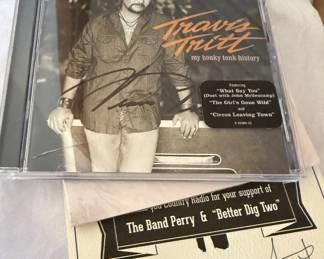 Travis
Tritt
my honky tonk history
Featuring
"What Say You"
(Duet with John Mellencamp)
"The Girl's Gone Wild"
and
"Circus Leaving Town"
you Country Radio for your support of
The Band Perry & "Better Dig Two"